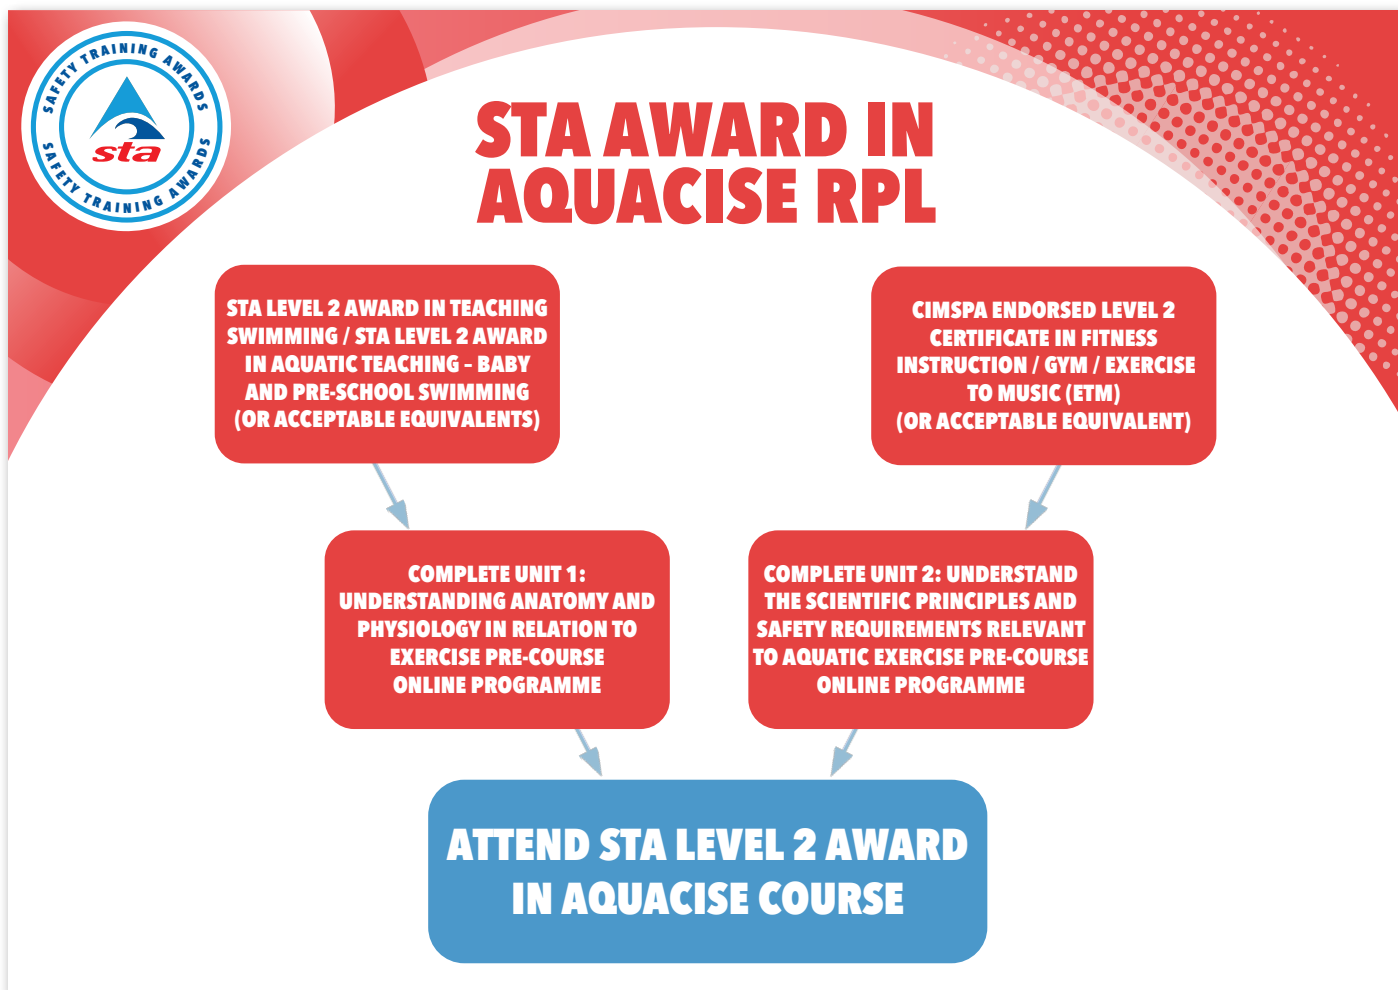 SAFETY TRAINING AWARDS
sta
SAFETY TRAINING AWARDS
STA AWARD IN
AQUACISE RPL
STA LEVEL 2 AWARD IN TEACHING
SWIMMING / STA LEVEL 2 AWARD
IN AQUATIC TEACHING – BABY
AND PRE-SCHOOL SWIMMING
(OR ACCEPTABLE EQUIVALENTS)
CIMSPA ENDORSED LEVEL 2
CERTIFICATE IN FITNESS
INSTRUCTION / GYM / EXERCISE
TO MUSIC (ETM)
(OR ACCEPTABLE EQUIVALENT)
COMPLETE UNIT 1:
UNDERSTANDING ANATOMY AND
PHYSIOLOGY IN RELATION TO
EXERCISE PRE-COURSE
ONLINE PROGRAMME
COMPLETE UNIT 2: UNDERSTAND
THE SCIENTIFIC PRINCIPLES AND
SAFETY REQUIREMENTS RELEVANT
TO AQUATIC EXERCISE PRE-COURSE
ONLINE PROGRAMME
ATTEND STA LEVEL 2 AWARD
IN AQUACISE COURSE